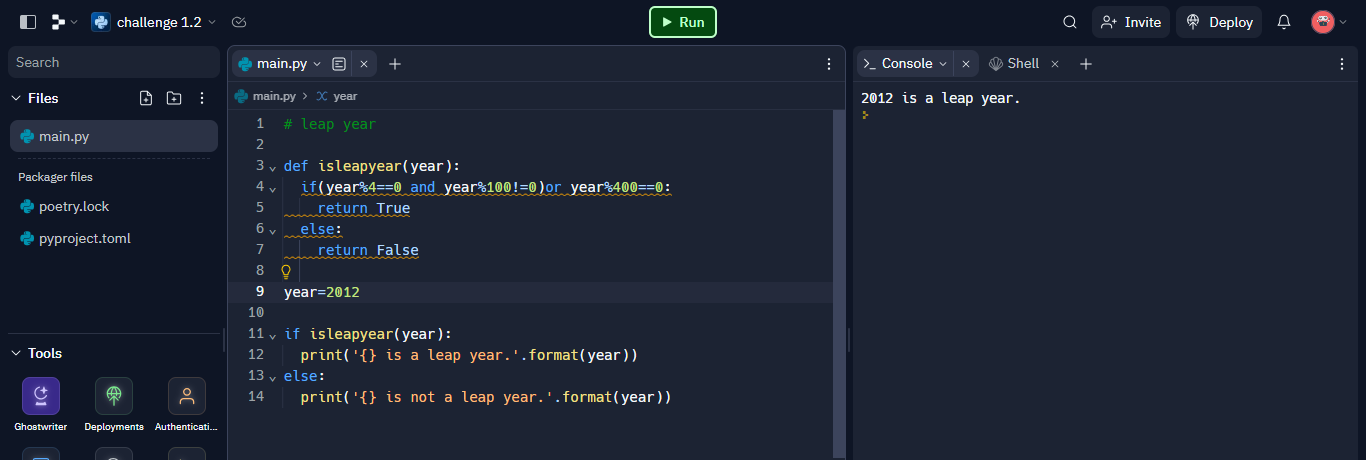 challenge 1.2
Run
Invite
Deploy
Search
Files
main.py
Packager files
poetry.lock
pyproject.toml
Tools
Ghostwriter
Deployments
Authenticati...
main.py
main.py > year
1 # leap year
2
3 def isleapyear(year):
4 if(year%4==0 and year%100!=0)or year%400==0:
5 return True
6 else:
7 return False
8
9 year=2012
10
11 if isleapyear(year):
12 print('{} is a leap year.'.format(year))
13 else:
14 print('{} is not a leap year.'.format(year))
Console
Shell
2012 is a leap year.